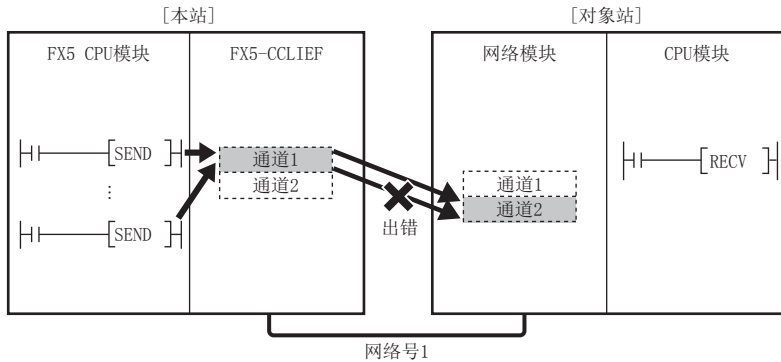 [本站]
[对象站]
FX5 CPU模块
FX5-CCLIEF
网络模块
CPU模块
SEND
通道1
通道2
⋮
SEND
出错
通道1
通道2
RECV
网络号1